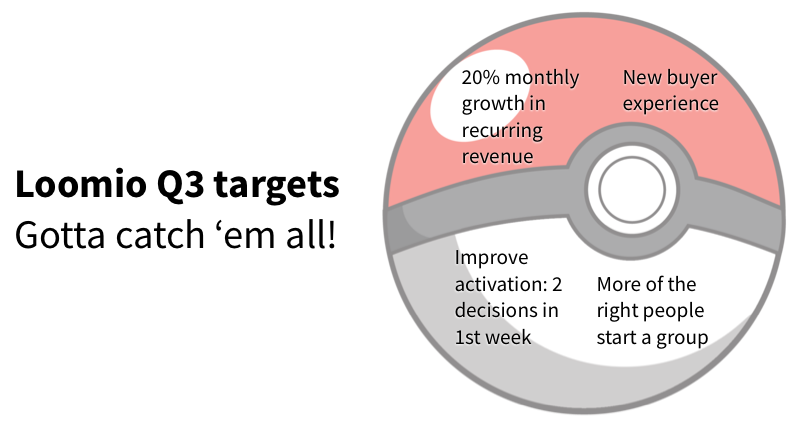 Loomio Q3 targets
Gotta catch ‘em all!
20% monthly
growth in
recurring
revenue
New buyer
experience
Improve
activation: 2
decisions in
1st week
More of the
right people
start a group